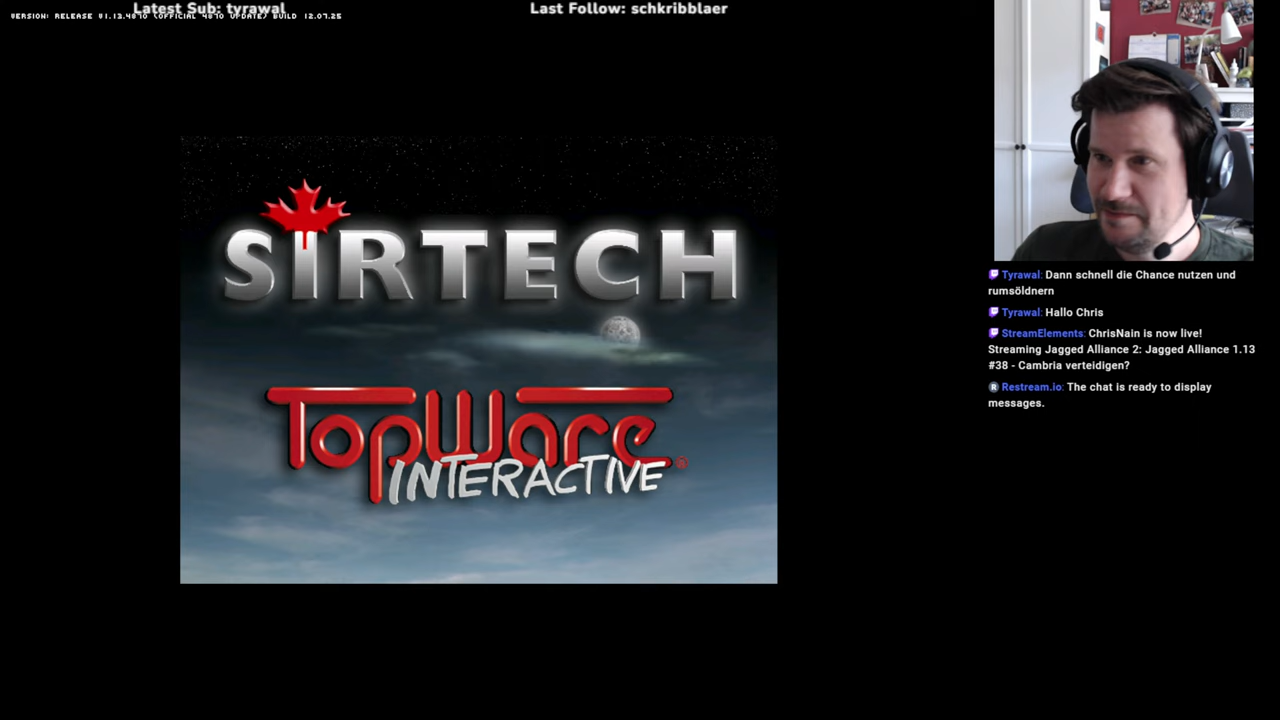 Latest Sub: tyrawal
Last Follow: schkribblaer
VERSION: RELEASE V1.13.4870 (OFFICIAL 4870 UPDATE) BUILD 12.07.25
SIRTECH
TopWare
INTERACTIVE
Tyrawal: Dann schnell die Chance nutzen und
rumsöldnern
Tyrawal: Hallo Chris
StreamElements: ChrisNain is now live!
Streaming Jagged Alliance 2: Jagged Alliance 1.13
#38 - Cambria verteidigen?
R Restream.io: The chat is ready to display
messages.